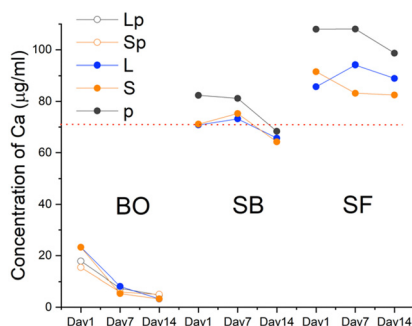 Concentration of Ca (μg/ml)
100
80
60
40
20
0
Lp
Sp
L
S
p
BO
SB
SF
Day1 Day7 Day14 Day1 Day7 Day14 Day1 Day7 Day14